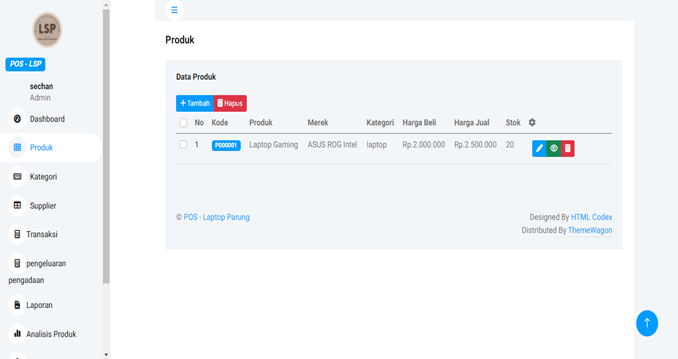 LSP
POS - LSP
sechan
Admin
Dashboard
Produk
Kategori
Supplier
Transaksi
pengeluaran
pengadaan
Laporan
Analisis Produk
Produk
Data Produk
+Tambah Hapus
No Kode Produk Merek Kategori Harga Beli Harga Jual Stok
1 P000001 Laptop Gaming ASUS ROG Intel laptop Rp.2.000.000 Rp.2.500.000 20
© POS - Laptop Parung
Designed By HTML Codex
Distributed By ThemeWagon